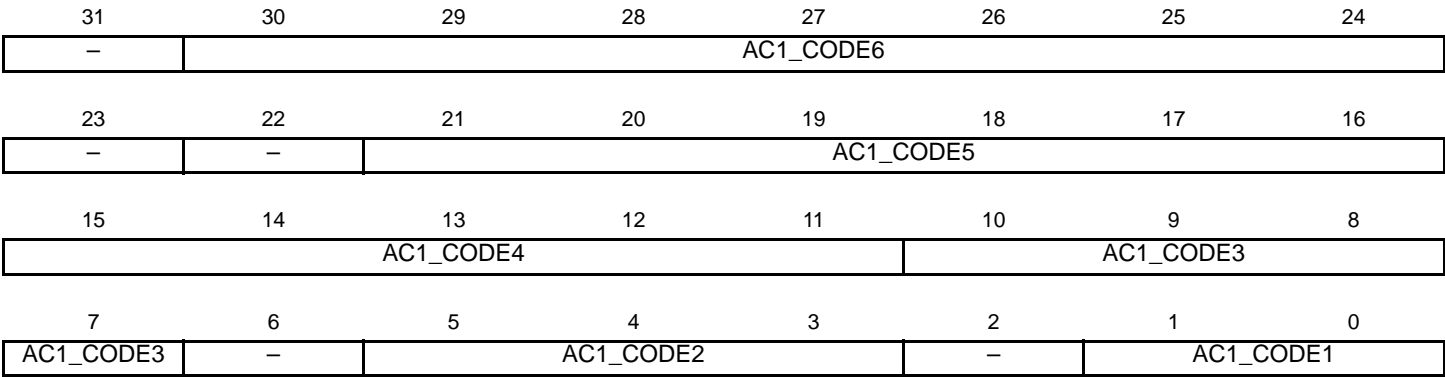 31 30 29 28 27 26 25 24
– AC1_CODE6
23 22 21 20 19 18 17 16
– – AC1_CODE5
15 14 13 12 11 10 9 8
AC1_CODE4 AC1_CODE3
7 6 5 4 3 2 1 0
AC1_CODE3 – AC1_CODE2 – AC1_CODE1